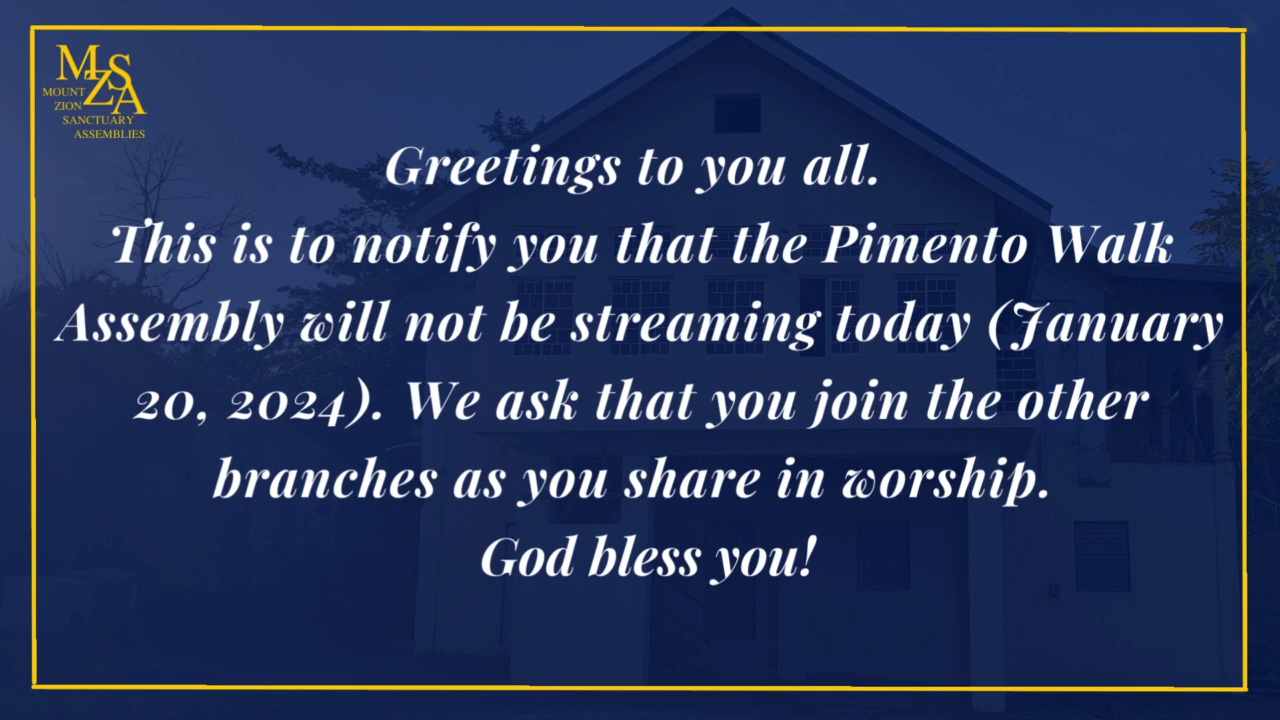 MZSA
MOUNT
ZION
SANCTUARY
ASSEMBLIES
Greetings to you all.
This is to notify you that the Pimento Walk
Assembly will not be streaming today (January
20, 2024). We ask that you join the other
branches as you share in worship.
God bless you!